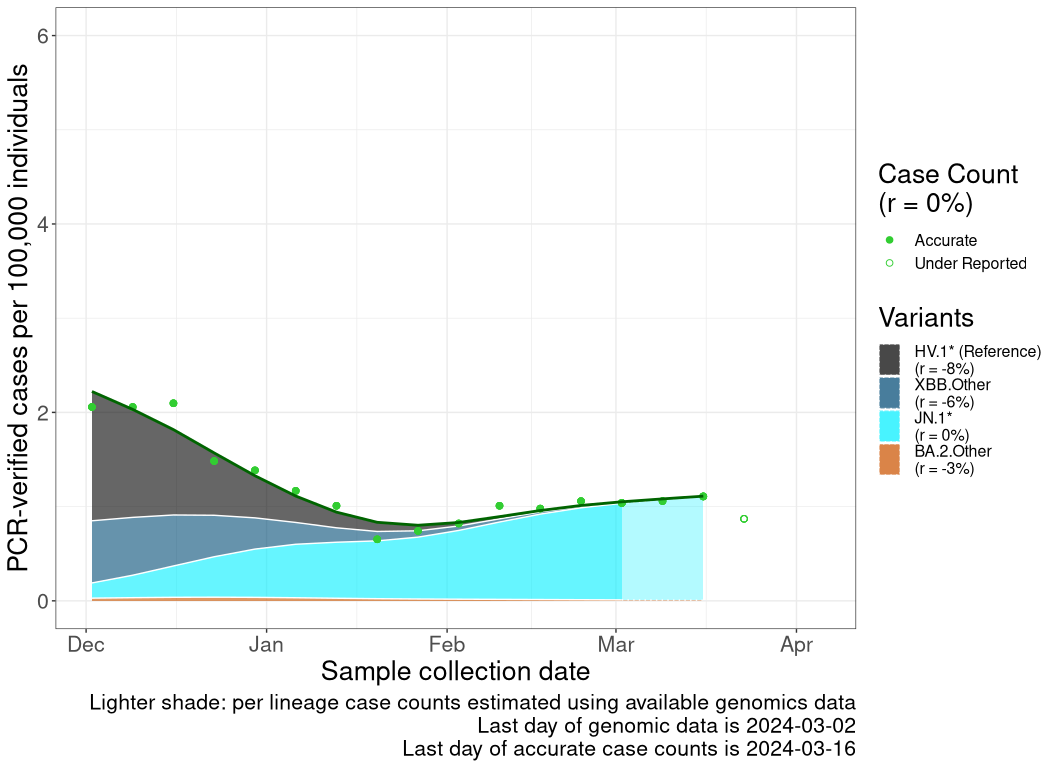 PCR-verified cases per 100,000 individuals
6
4
2
0
Dec
Jan
Feb
Mar
Apr
Sample collection date
Lighter shade: per lineage case counts estimated using available genomics data
Last day of genomic data is 2024-03-02
Last day of accurate case counts is 2024-03-16
Case Count
(r = 0%)
Accurate
Under Reported
Variants
HV.1* (Reference)
(r = -8%)
XBB.Other
(r = -6%)
JN.1*
(r = 0%)
BA.2.Other
(r = -3%)